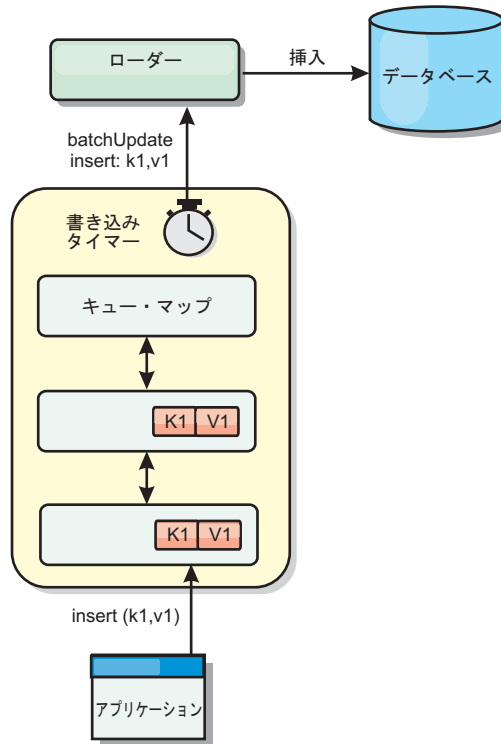 ローダー
挿入
データベース
batchUpdate
insert: k1,v1
書き込み
タイマー
キュー・マップ
K1 V1
K1 V1
insert (k1,v1)
アプリケーション